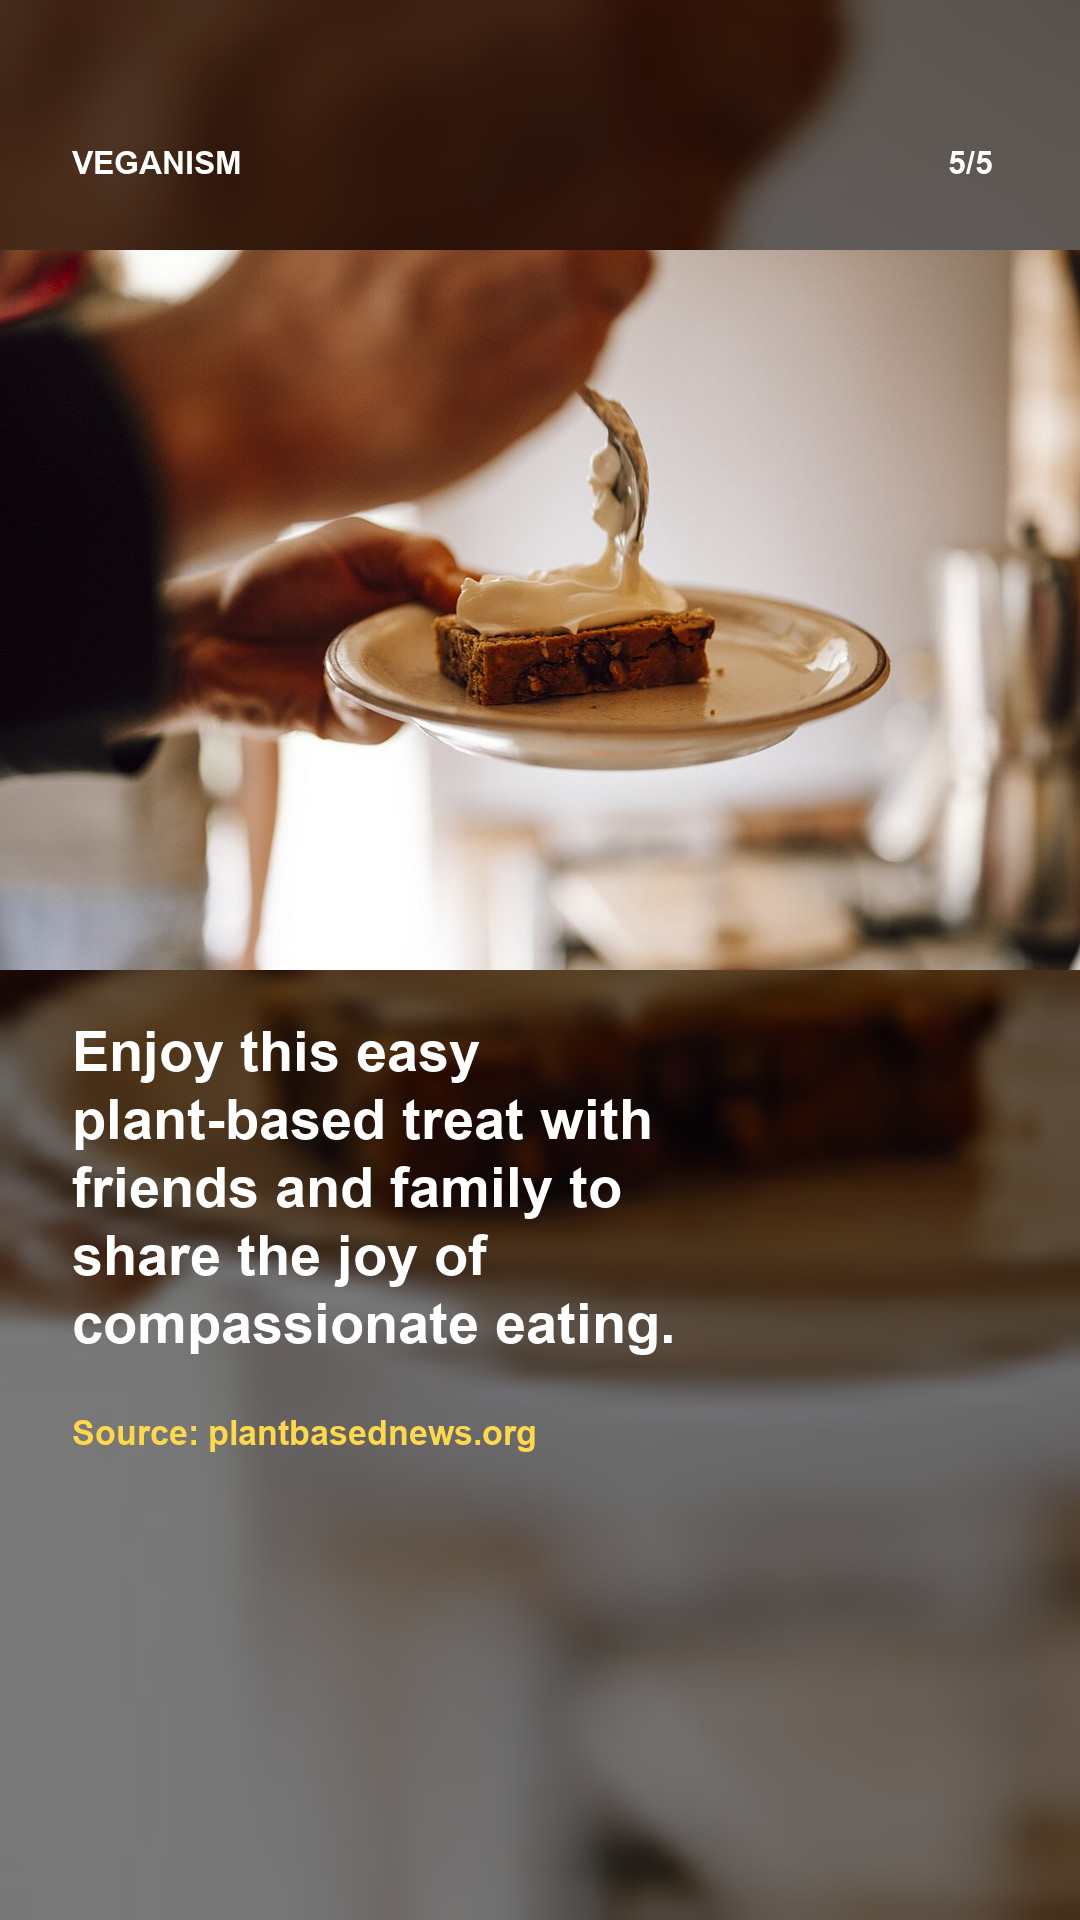 VEGANISM
5/5
Enjoy this easy
plant-based treat with
friends and family to
share the joy of
compassionate eating.
Source: plantbasednews.org